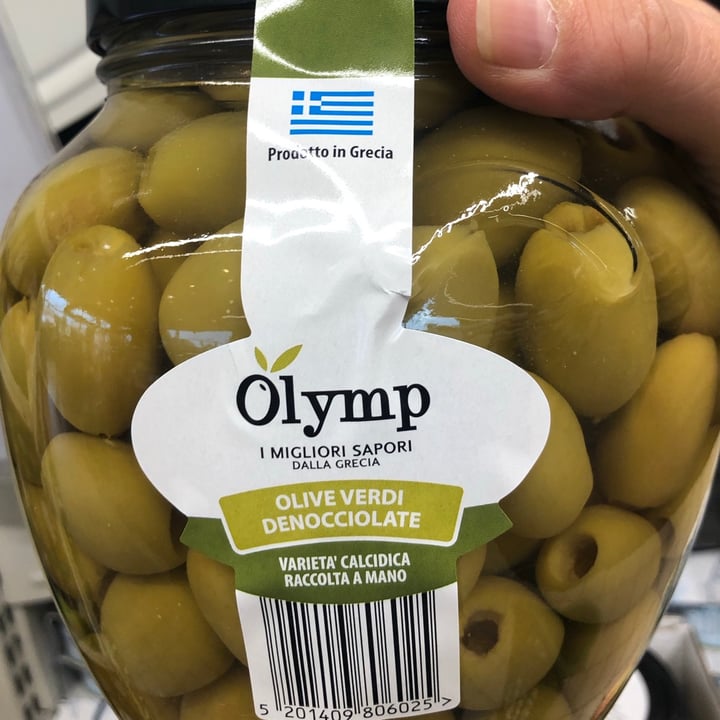 Prodotto in Grecia
Olymp
I MIGLIORI SAPORI
DALLA GRECIA
OLIVE VERDI
DENOCCIOLATE
VARIETA' CALCIDICA
RACCOLTA A MANO
5 201409 806025 >